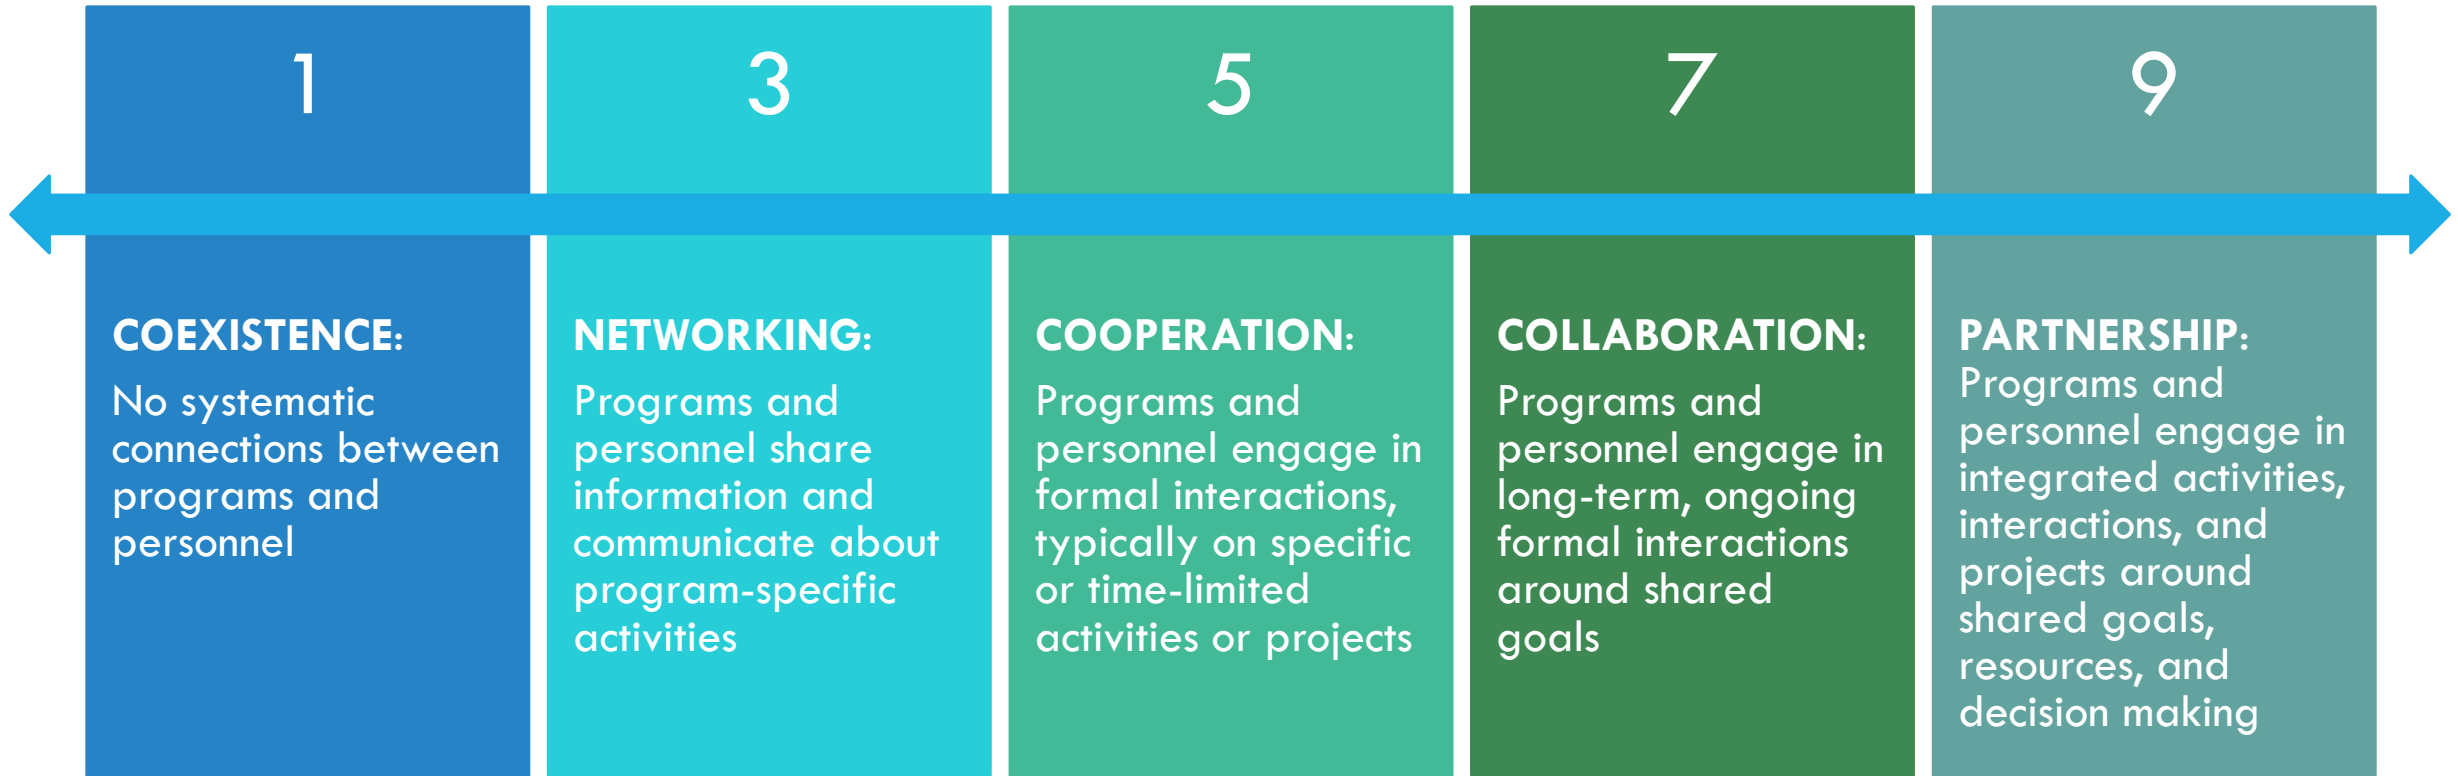 1
COEXISTENCE:
No systematic
connections between
programs and
personnel
3
NETWORKING:
Programs and
personnel share
information and
communicate about
program-specific
activities
5
COOPERATION:
Programs and
personnel engage in
formal interactions,
typically on specific
or time-limited
activities or projects
7
COLLABORATION:
Programs and
personnel engage in
long-term, ongoing
formal interactions
around shared
goals
9
PARTNERSHIP:
Programs and
personnel engage in
integrated activities,
interactions, and
projects around
shared goals,
resources, and
decision making